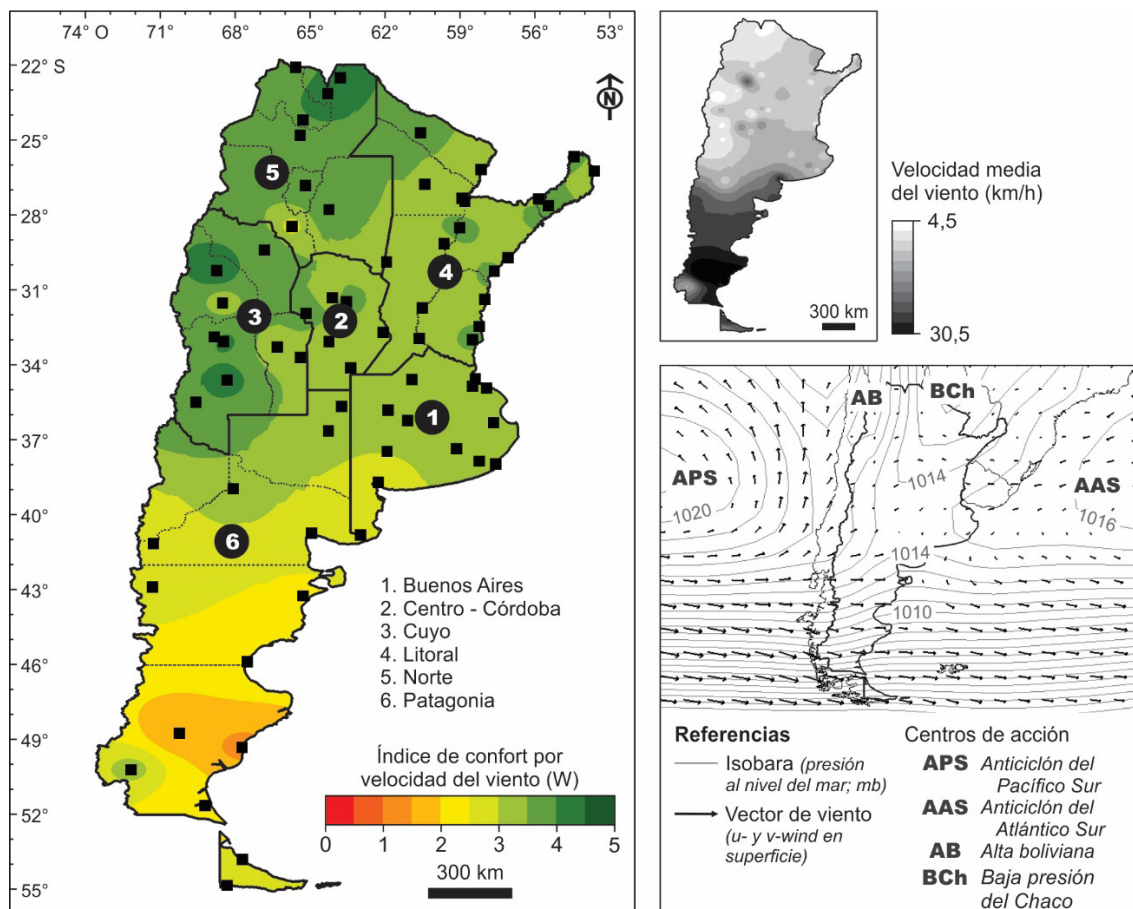 74° O 71° 68° 65° 62° 59° 56° 53°
22° S
25°
28°
31°
34°
37°
40°
43°
46°
49°
52°
55°
N
5
4
3
2
1
6
1. Buenos Aires
2. Centro - Córdoba
3. Cuyo
4. Litoral
5. Norte
6. Patagonia
Índice de confort por
velocidad del viento (W)
0 1 2 3 4 5
300 km
Velocidad media
del viento (km/h)
4,5
30,5
300 km
AB
BCh
APS
1020
1014
AAS
1016
1014
1010
Referencias
Isobara (presión
al nivel del mar; mb)
Vector de viento
(u- y v-wind en
superficie)
Centros de acción
APS Anticiclón del
Pacífico Sur
AAS Anticiclón del
Atlántico Sur
AB Alta boliviana
BCh Baja presión
del Chaco